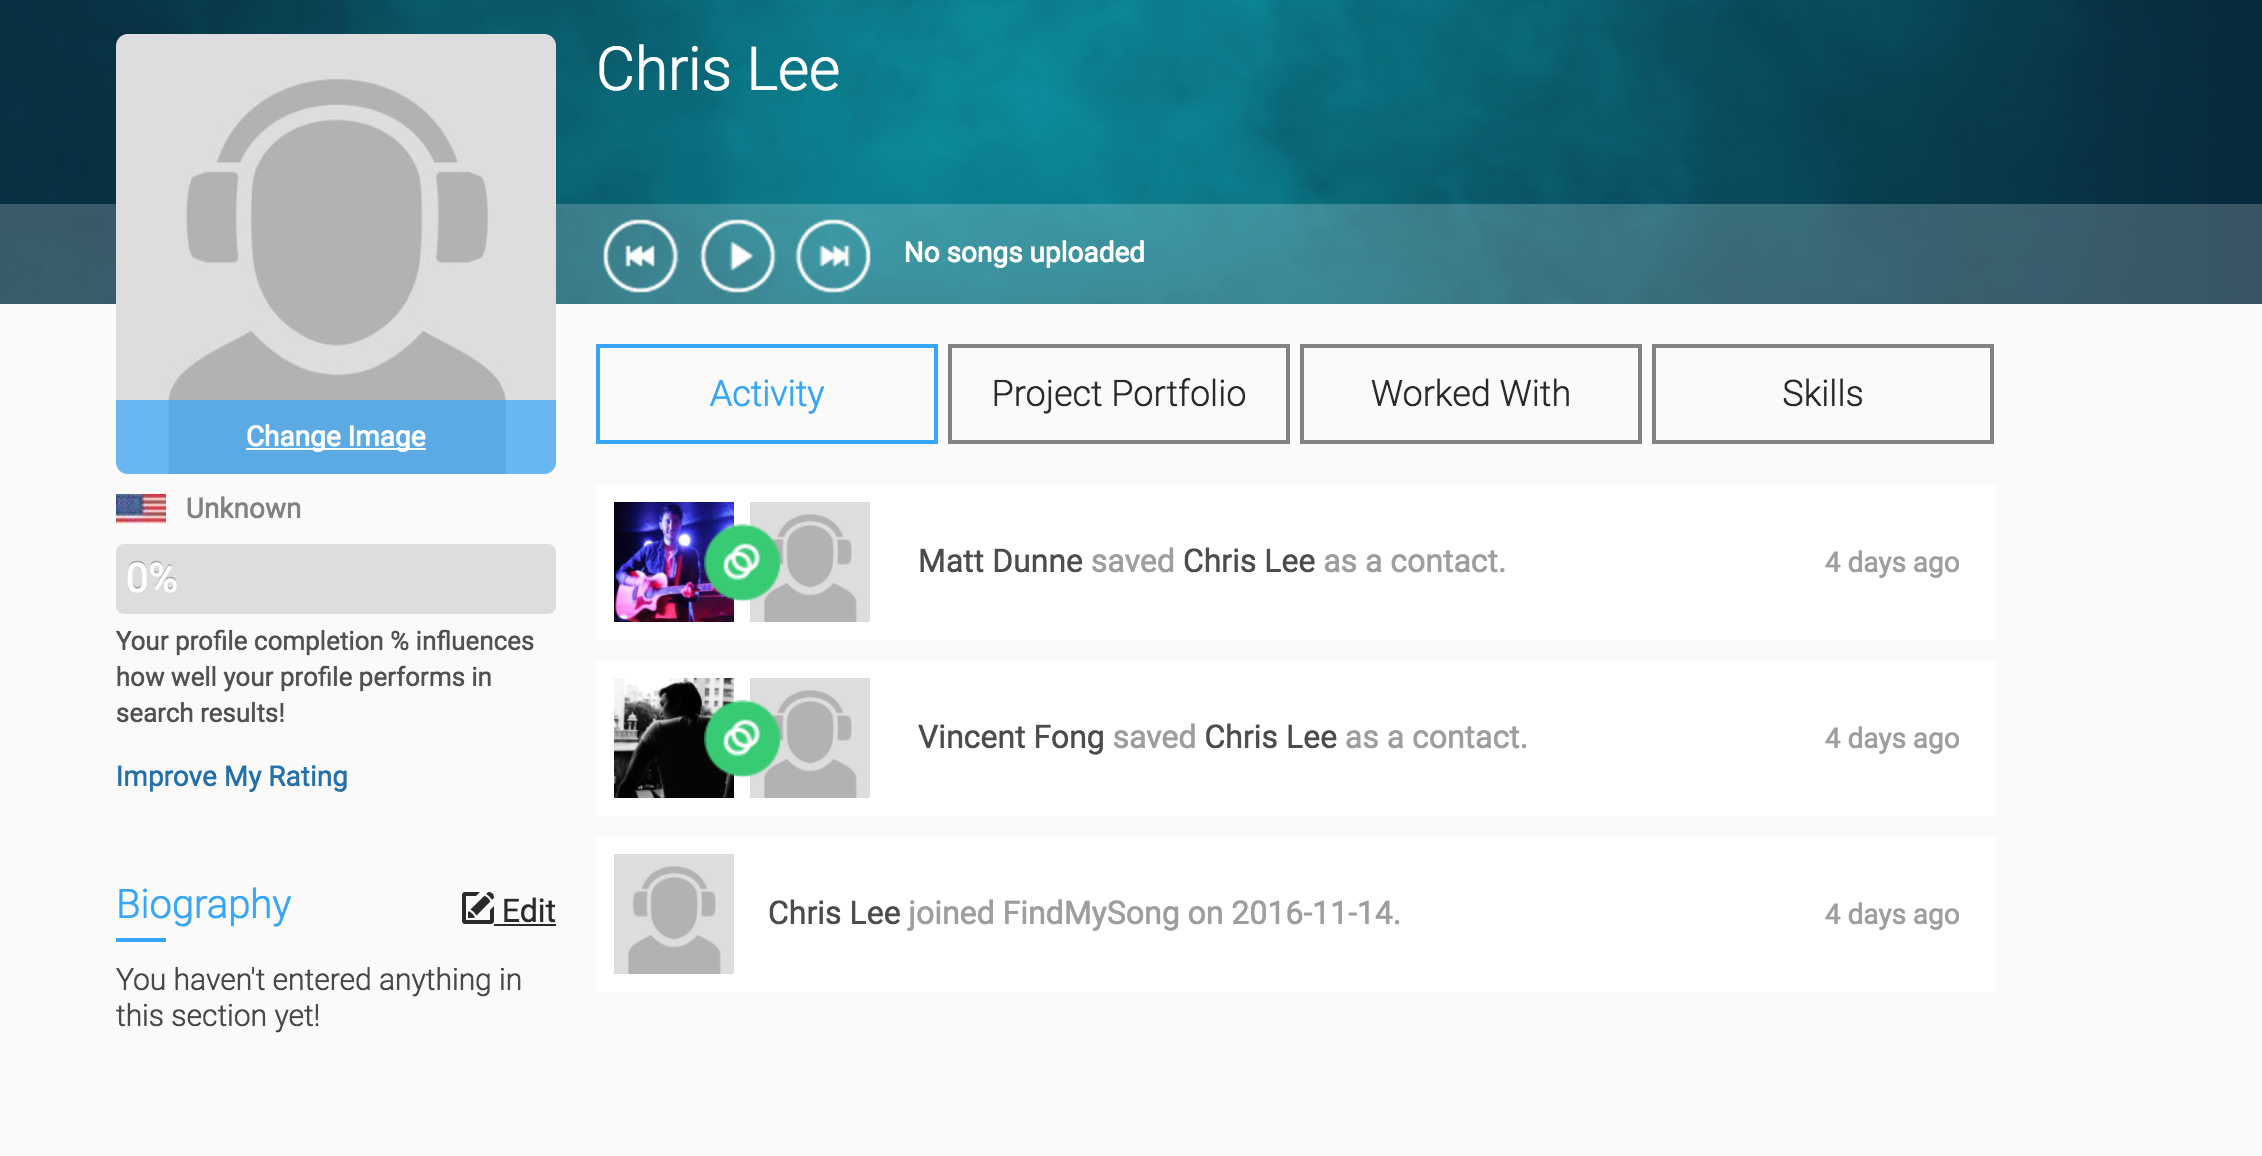 Chris Lee
No songs uploaded
Change Image
Unknown
0%
Your profile completion % influences
how well your profile performs in
search results!
Improve My Rating
Biography
Edit
You haven't entered anything in
this section yet!
Activity
Project Portfolio
Worked With
Skills
Matt Dunne saved Chris Lee as a contact.
4 days ago
Vincent Fong saved Chris Lee as a contact.
4 days ago
Chris Lee joined FindMySong on 2016-11-14.
4 days ago